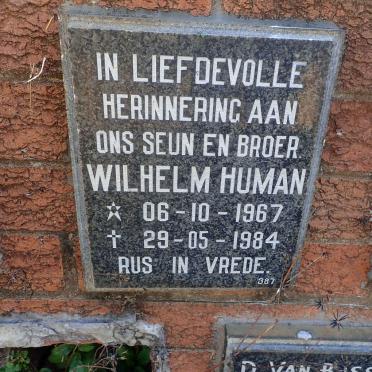 IN LIEFDEVOLLE
HERINNERING AAN
ONS SEUN EN BROER
WILHELM HUMAN
☆ 06-10-1967
† 29-05-1984
RUS IN VREDE.
387
D. VAN